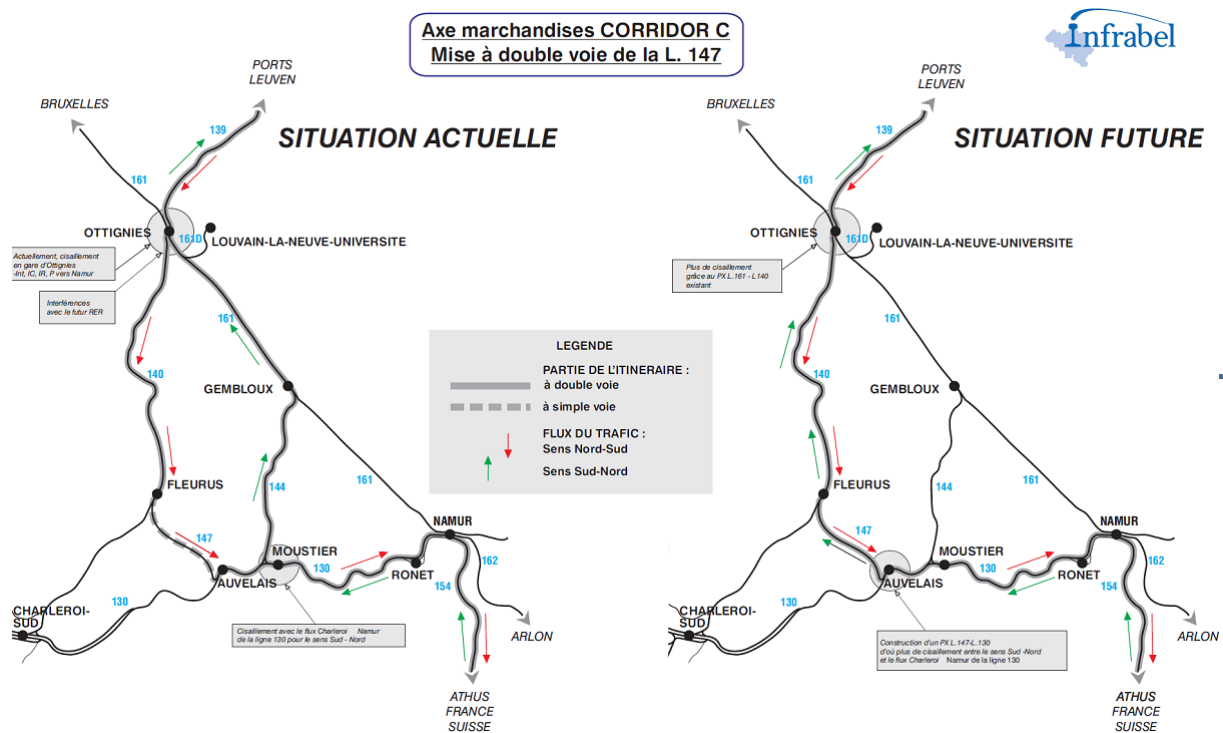 Axe marchandises CORRIDOR C
Mise à double voie de la L. 147
Infrabel
PORTS
LEUVEN
BRUXELLES
139
SITUATION ACTUELLE
161
OTTIGNIES
161D
LOUVAIN-LA-NEUVE-UNIVERSITE
Actuellement, cisaillement
en gare d'Ottignies
-Int, IC, IR, P vers Namur
Interférences
avec le futur RER
161
140
GEMBLOUX
FLEURUS
144
161
147
NAMUR
MOUSTIER
130
RONET
162
AUVELAIS
154
130
CHARLEROI-
SUD
Cisaillement avec le flux Charleroi Namur
de la ligne 130 pour le sens Sud - Nord
ARLON
ATHUS
FRANCE
SUISSE
LEGENDE
PARTIE DE L'ITINERAIRE :
à double voie
à simple voie
FLUX DU TRAFIC :
Sens Nord-Sud
Sens Sud-Nord
PORTS
LEUVEN
BRUXELLES
139
SITUATION FUTURE
161
OTTIGNIES
161D
LOUVAIN-LA-NEUVE-UNIVERSITE
Plus de cisaillement
grâce au PX L.161 - L140
existant
161
140
GEMBLOUX
FLEURUS
144
161
147
NAMUR
MOUSTIER
130
RONET
162
AUVELAIS
154
130
CHARLEROI-
SUD
Construction d'un PX L.147-L.130
d'où plus de cisaillement entre le sens Sud -Nord
et le flux Charleroi Namur de la ligne 130
ARLON
ATHUS
FRANCE
SUISSE